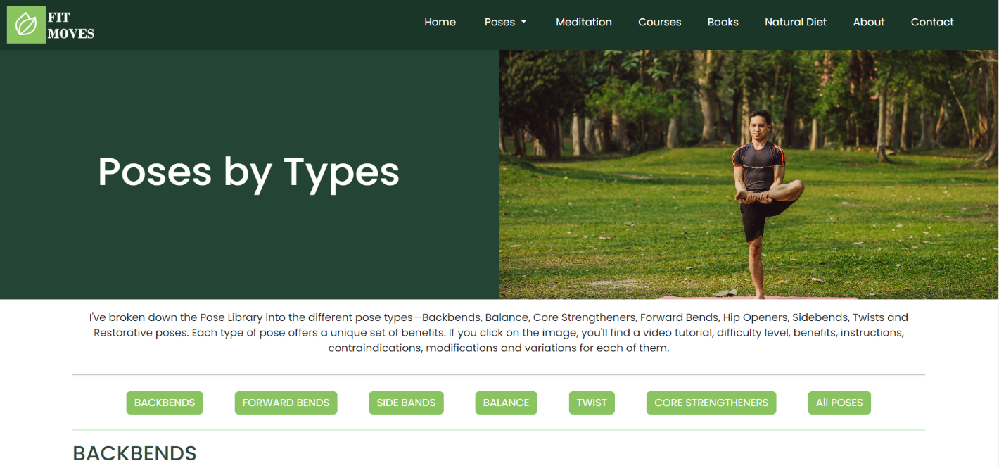 FIT
MOVES
Home Poses Meditation Courses Books Natural Diet About Contact
Poses by Types
I've broken down the Pose Library into the different pose types—Backbends, Balance, Core Strengtheners, Forward Bends, Hip Openers, Sidebends, Twists and
Restorative poses. Each type of pose offers a unique set of benefits. If you click on the image, you'll find a video tutorial, difficulty level, benefits, instructions,
contraindications, modifications and variations for each of them.
BACKBENDS FORWARD BENDS SIDE BANDS BALANCE TWIST CORE STRENGTHENERS All POSES
BACKBENDS